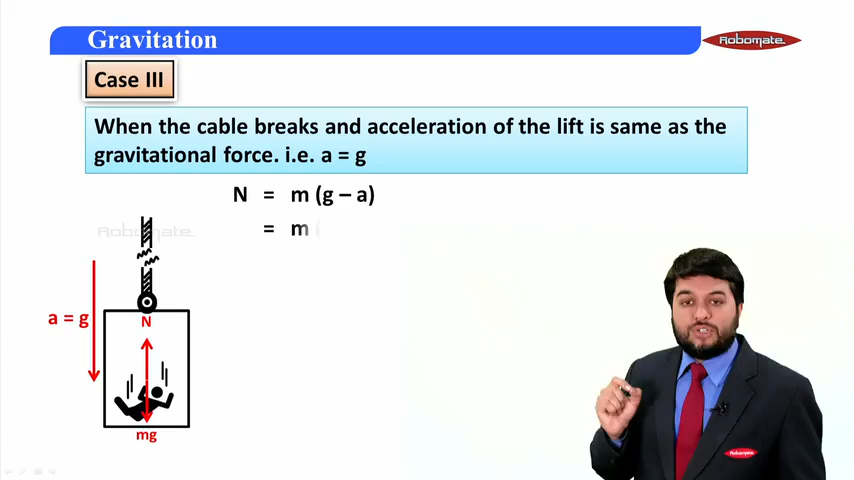 Gravitation
Robomate
Case III
When the cable breaks and acceleration of the lift is same as the
gravitational force. i.e. a = g
N = m (g – a)
= m (
Robomate
a = g
N
mg
Robomate